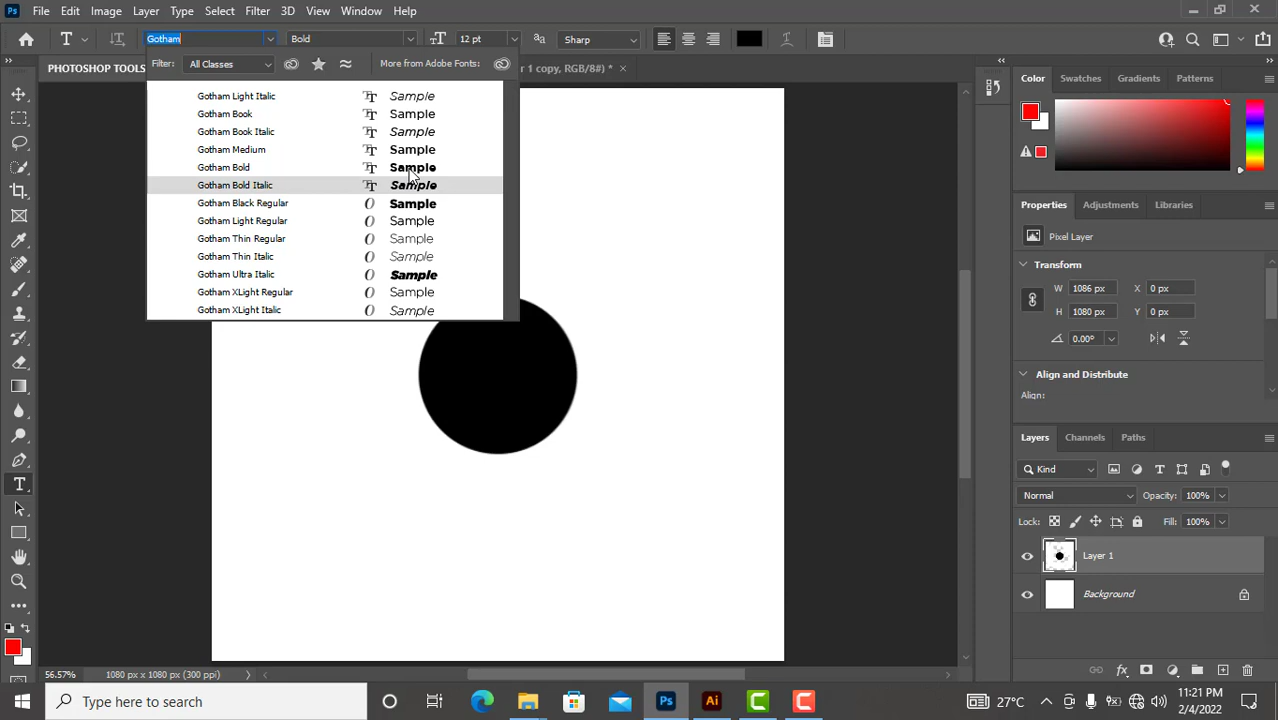 Ps File Edit Image Layer Type Select Filter 3D View Window Help
Gotham Bold 12 pt Sharp
Filter: All Classes More from Adobe Fonts:
PHOTOSHOP TOOLS r 1 copy, RGB/8#) *
Gotham Light Italic Sample
Gotham Book Sample
Gotham Book Italic Sample
Gotham Medium Sample
Gotham Bold Sample
Gotham Bold Italic Sample
Gotham Black Regular Sample
Gotham Light Regular Sample
Gotham Thin Regular Sample
Gotham Thin Italic Sample
Gotham Ultra Italic Sample
Gotham XLight Regular Sample
Gotham XLight Italic Sample
Color Swatches Gradients Patterns
Properties Adjustments Libraries
Pixel Layer
Transform
W 1086 px X 0 px
H 1080 px Y 0 px
0.00°
Align and Distribute
Align:
Layers Channels Paths
Kind
Normal Opacity: 100%
Lock: Fill: 100%
Layer 1
Background
56.57% 1080 px x 1080 px (300 ppi)
Type here to search
Ps Ai
27°C
11:21 PM
2/4/2022